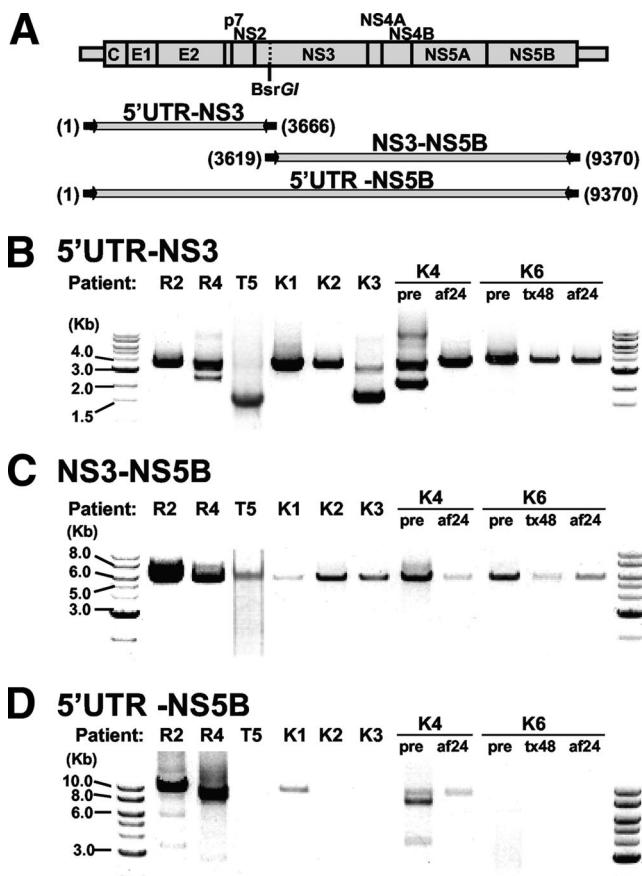 A
p7
NS2
NS4A
NS4B
C E1 E2 NS3 NS5A NS5B
BsrGI
5'UTR-NS3
(1) (3666)
NS3-NS5B
(3619) (9370)
5'UTR -NS5B
(1) (9370)
B 5'UTR-NS3
Patient: R2 R4 T5 K1 K2 K3 K4 K6
pre af24 pre tx48 af24
(Kb)
4.0
3.0
2.0
1.5
C NS3-NS5B
Patient: R2 R4 T5 K1 K2 K3 K4 K6
pre af24 pre tx48 af24
(Kb)
8.0
6.0
5.0
3.0
D 5'UTR -NS5B
Patient: R2 R4 T5 K1 K2 K3 K4 K6
pre af24 pre tx48 af24
(Kb)
10.0
8.0
6.0
3.0